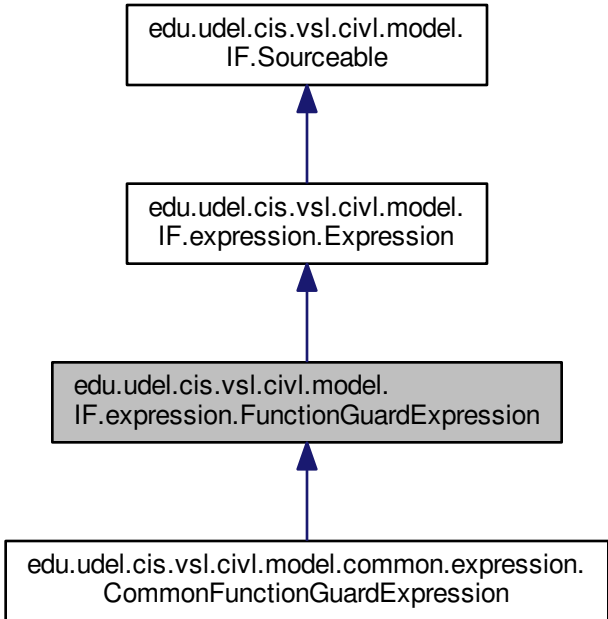 edu.udel.cis.vsl.civl.model.
IF.Sourceable
edu.udel.cis.vsl.civl.model.
IF.expression.Expression
edu.udel.cis.vsl.civl.model.
IF.expression.FunctionGuardExpression
edu.udel.cis.vsl.civl.model.common.expression.
CommonFunctionGuardExpression